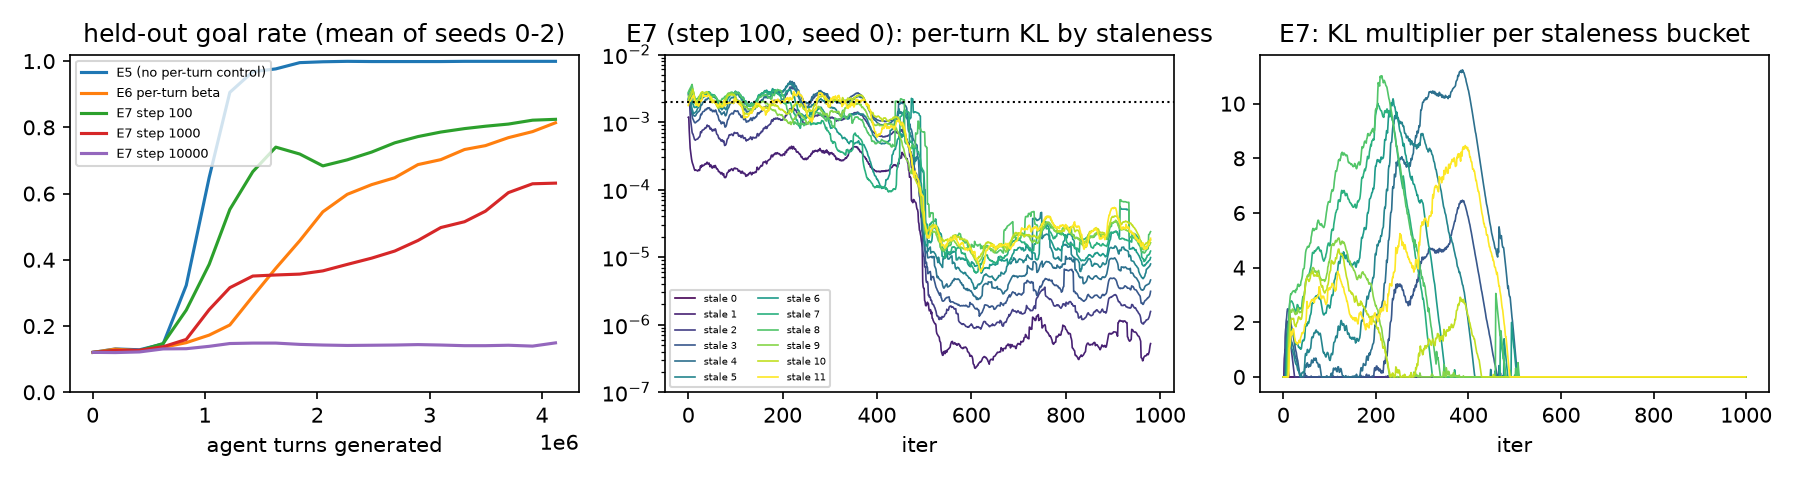 held-out goal rate (mean of seeds 0-2)
1.0
0.8
0.6
0.4
0.2
0.0
E5 (no per-turn control)
E6 per-turn beta
E7 step 100
E7 step 1000
E7 step 10000
0
1
2
3
4
1e6
agent turns generated
E7 (step 100, seed 0): per-turn KL by staleness
10−2
10−3
10−4
10−5
10−6
10−7
stale 0
stale 1
stale 2
stale 3
stale 4
stale 5
stale 6
stale 7
stale 8
stale 9
stale 10
stale 11
0
200
400
600
800
1000
iter
E7: KL multiplier per staleness bucket
10
8
6
4
2
0
0
200
400
600
800
1000
iter